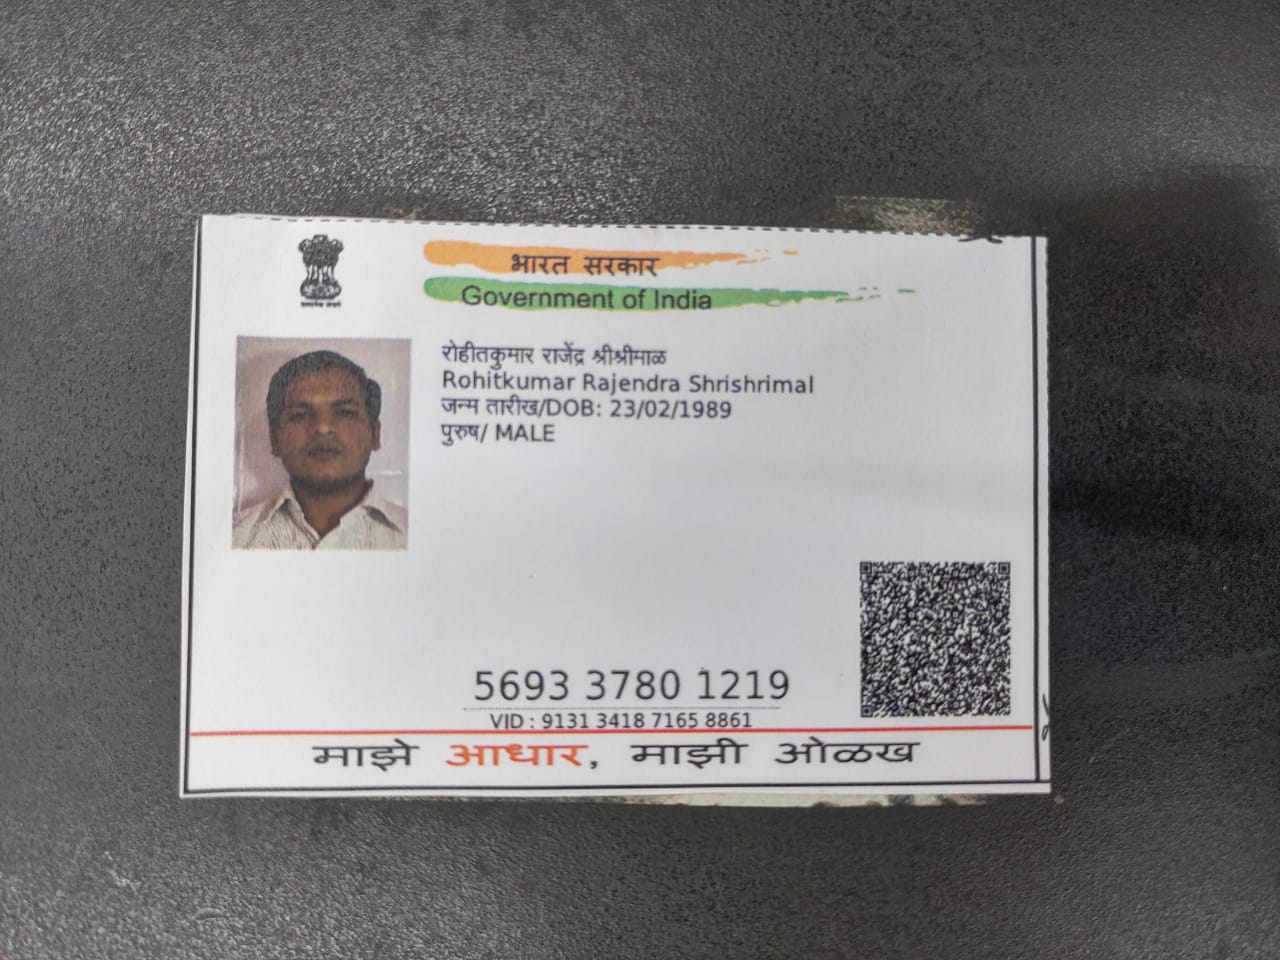 भारत सरकार
Government of India
रोहीतकुमार राजेंद्र श्रीश्रीमाळ
Rohitkumar Rajendra Shrishrimal
जन्म तारीख/DOB: 23/02/1989
पुरुष/ MALE
5693 3780 1219
VID : 9131 3418 7165 8861
माझे आधार, माझी ओळख